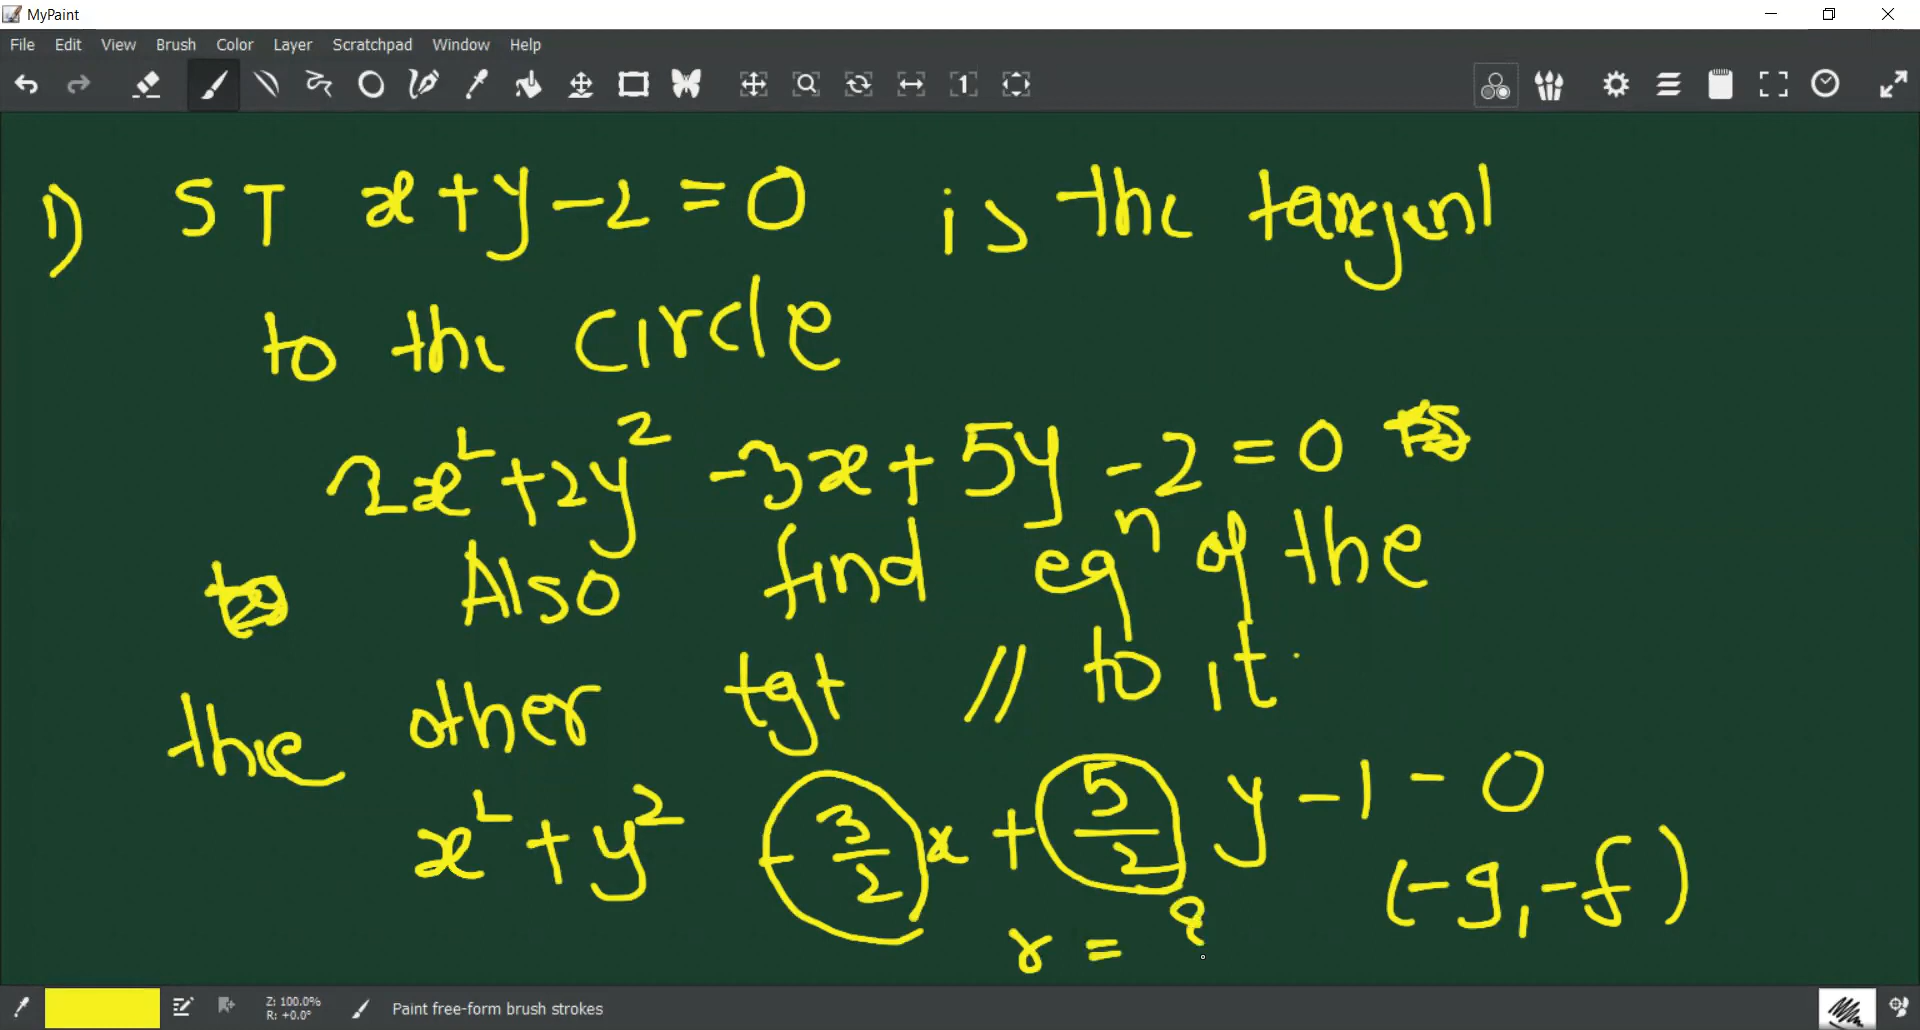 MyPaint
File Edit View Brush Color Layer Scratchpad Window Help
1) ST x+y-2=0 is the tangent
to the circle
2x²+2y²-3x+5y-2=0
Also find eqⁿ of the
the other tgt // to it.
x²+y² -3/2 x + 5/2 y - 1 - 0
(-g, -f)
r = ?
Z: 100.0%
R: +0.0°
Paint free-form brush strokes